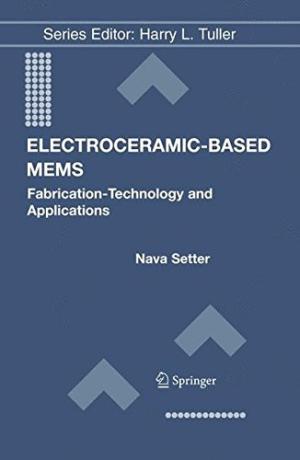 Series Editor: Harry L. Tuller
ELECTROCERAMIC-BASED
MEMS
Fabrication-Technology and
Applications
Nava Setter
Springer